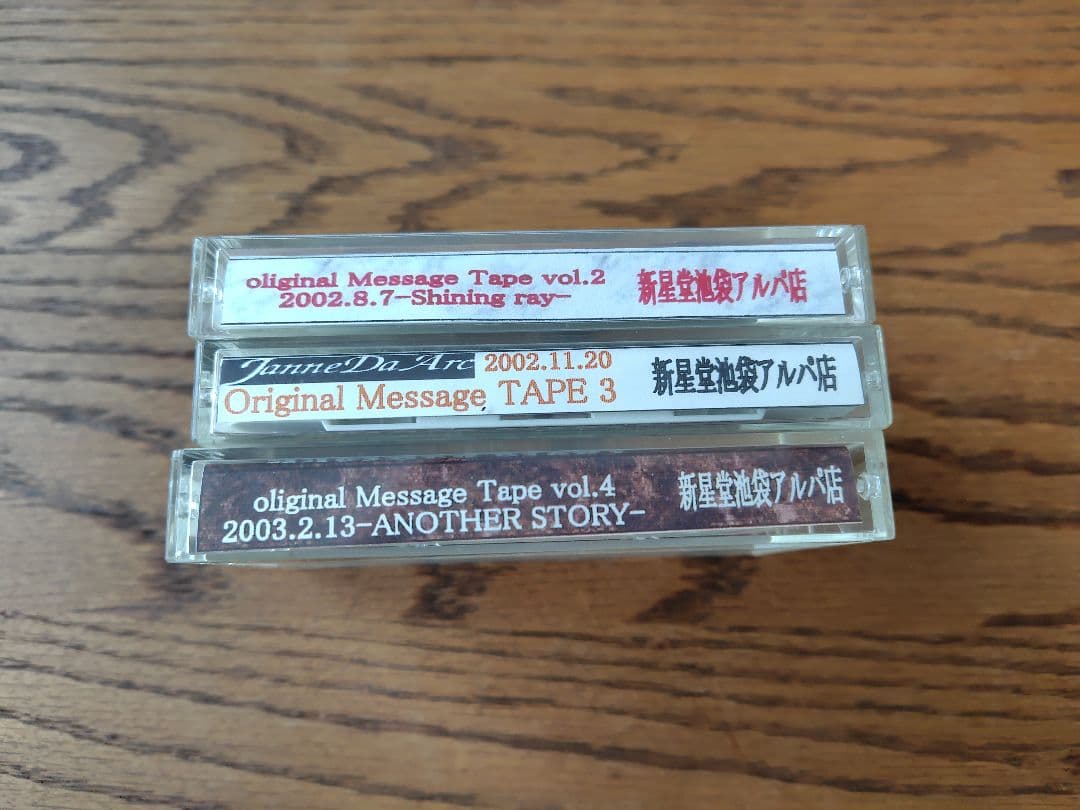 oliginal Message Tape vol.2
2002.8.7-Shining ray-
新星堂池袋アルパ店
Janne Da Arc 2002.11.20
Original Message TAPE 3
新星堂池袋アルパ店
oliginal Message Tape vol.4
2003.2.13-ANOTHER STORY-
新星堂池袋アルパ店